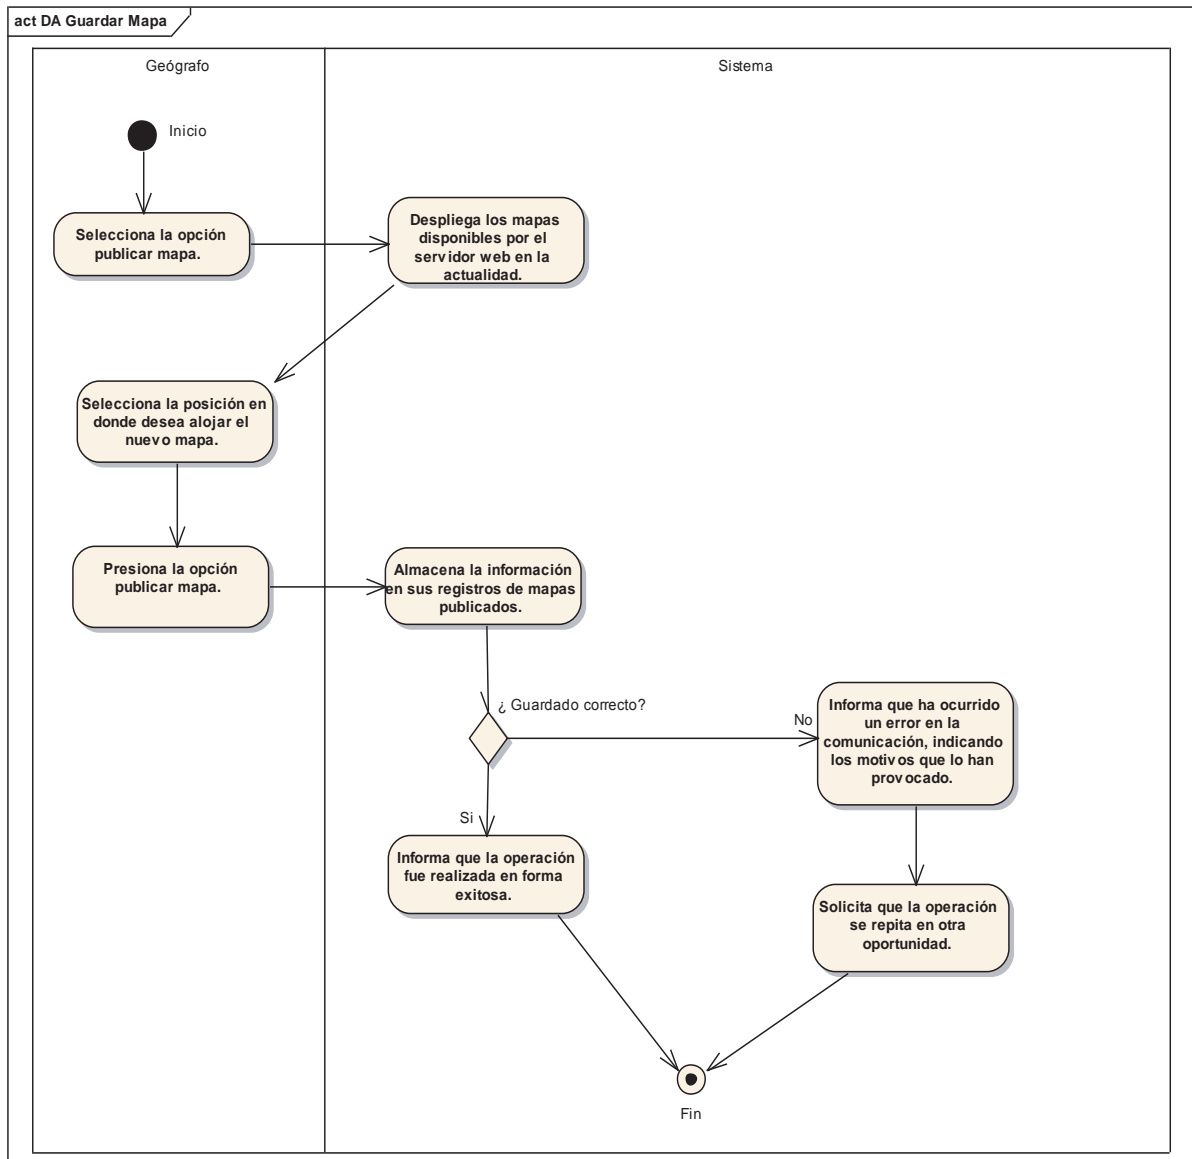 act DA Guardar Mapa
Geógrafo
Sistema
Inicio
Selecciona la opción
publicar mapa.
Despliega los mapas
disponibles por el
servidor web en la
actualidad.
Selecciona la posición en
donde desea alojar el
nuevo mapa.
Presiona la opción
publicar mapa.
Almacena la información
en sus registros de mapas
publicados.
¿ Guardado correcto?
No
Informa que ha ocurrido
un error en la
comunicación, indicando
los motivos que lo han
provocado.
Si
Informa que la operación
fue realizada en forma
exitosa.
Solicita que la operación
se repita en otra
oportunidad.
Fin